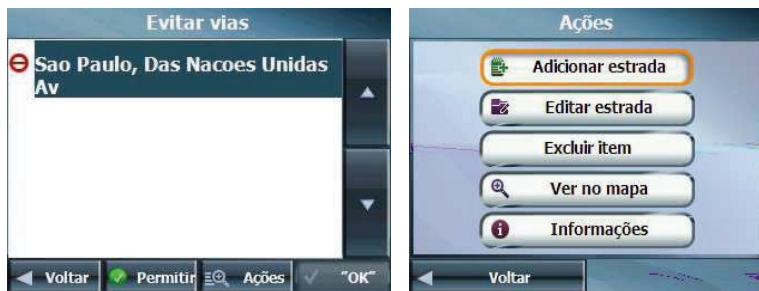 Evitar vias
Sao Paulo, Das Nacoes Unidas
Av
Voltar
Permitir
Ações
"OK"
Ações
Adicionar estrada
Editar estrada
Excluir item
Ver no mapa
Informações
Voltar